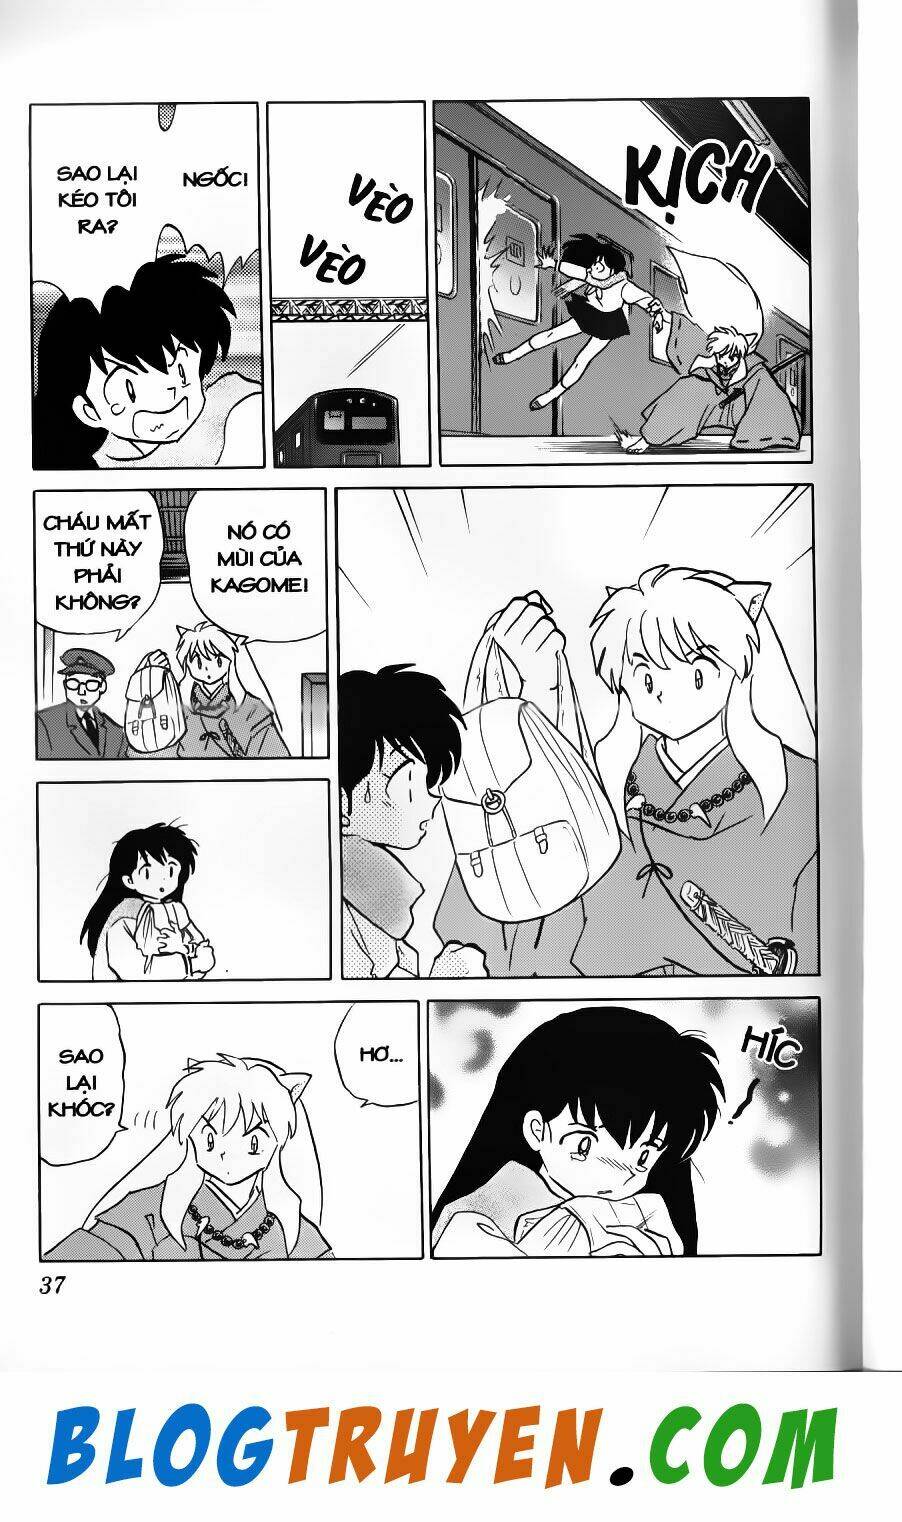 KỊCH
VÈO
VÈO
NGỐC!
SAO LẠI
KÉO TÔI
RA?
NÓ CÓ
MÙI CỦA
KAGOME!
CHÁU MẤT
THỨ NÀY
PHẢI
KHÔNG?
HÍC
HƠ...
SAO
LẠI
KHÓC?
37
BLOGTRUYEN.COM